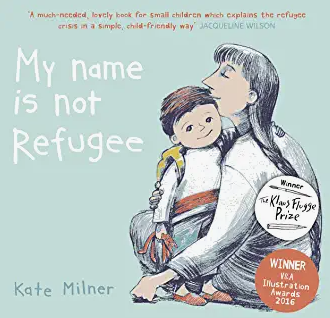 'A much-needed, lovely book for small children which explains the refugee
crisis in a simple, child-friendly way' JACQUELINE WILSON
My name
is not
Refugee
Winner
The Klaus Flugge
Prize
WINNER
V&A
Illustration
Awards
2016
Kate Milner